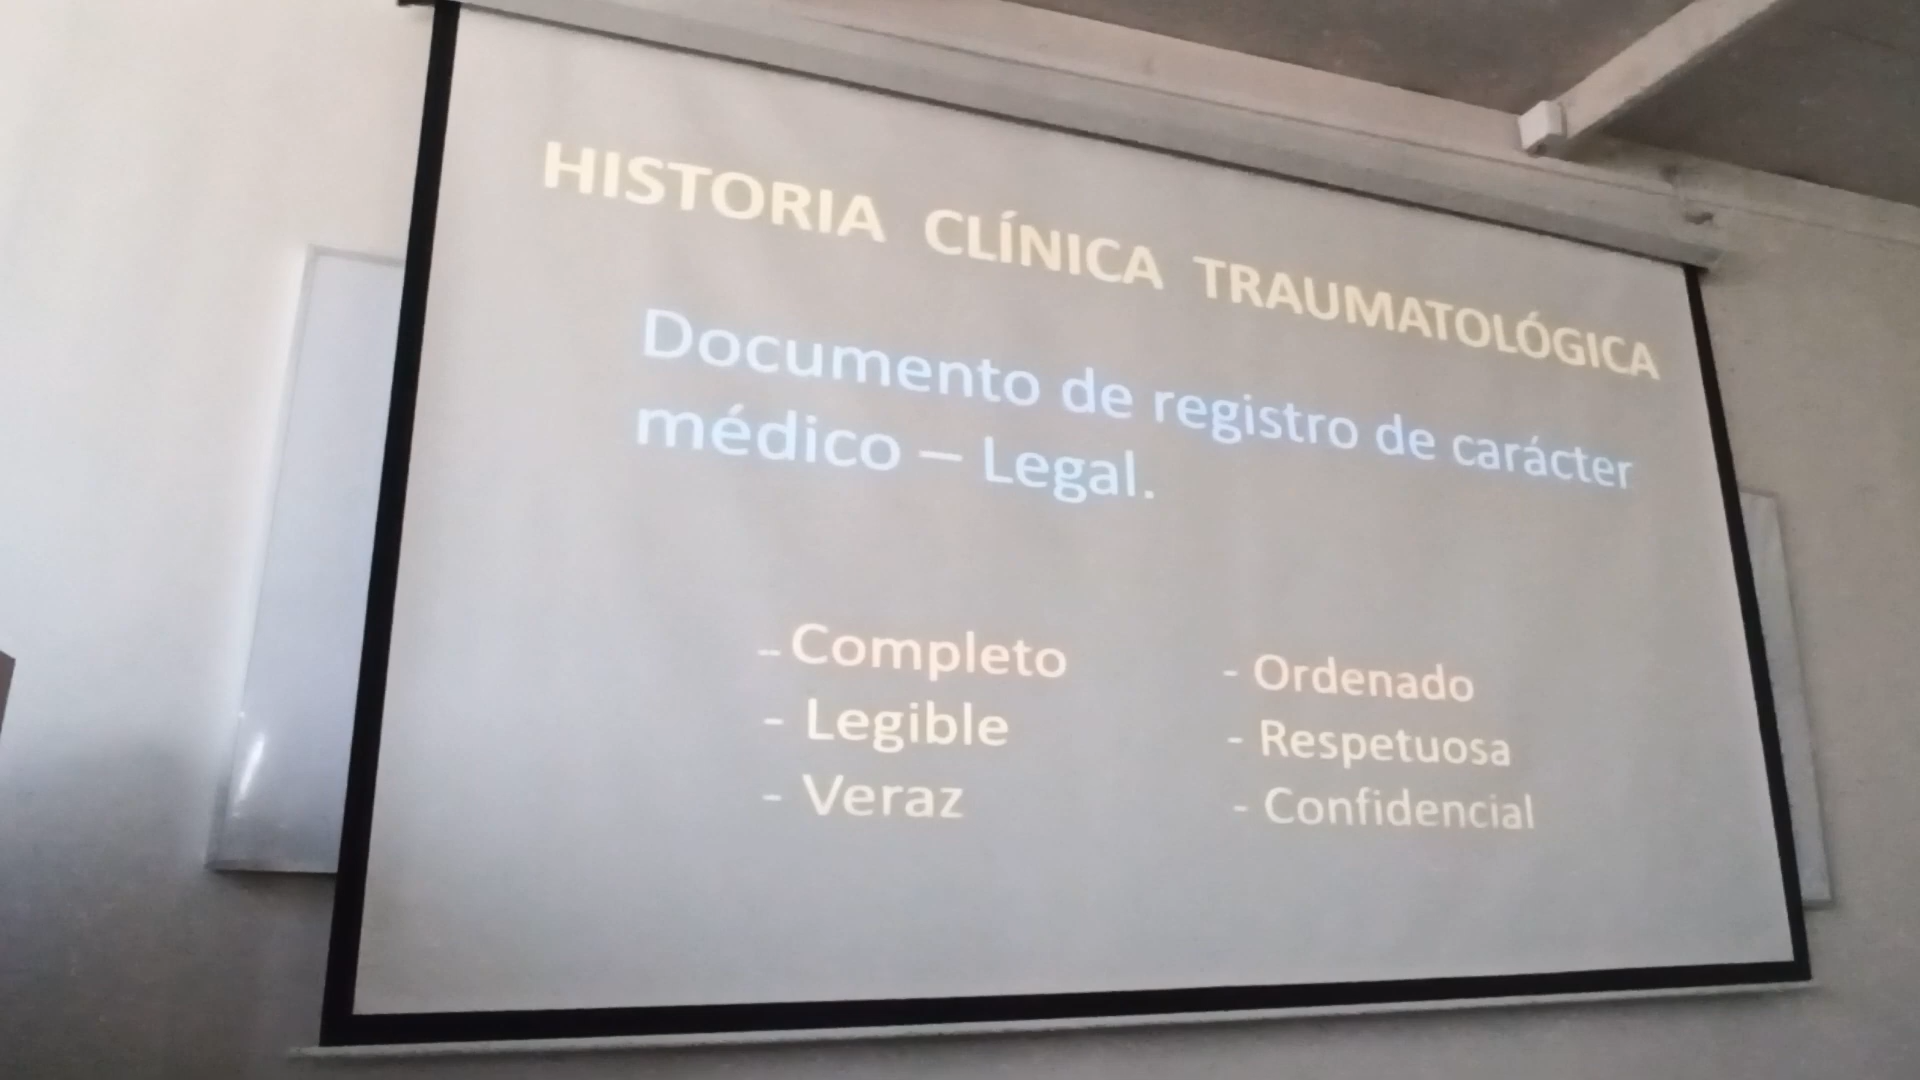 HISTORIA CLÍNICA TRAUMATOLÓGICA
Documento de registro de carácter
médico – Legal.
- Completo
- Legible
- Veraz
- Ordenado
- Respetuosa
- Confidencial